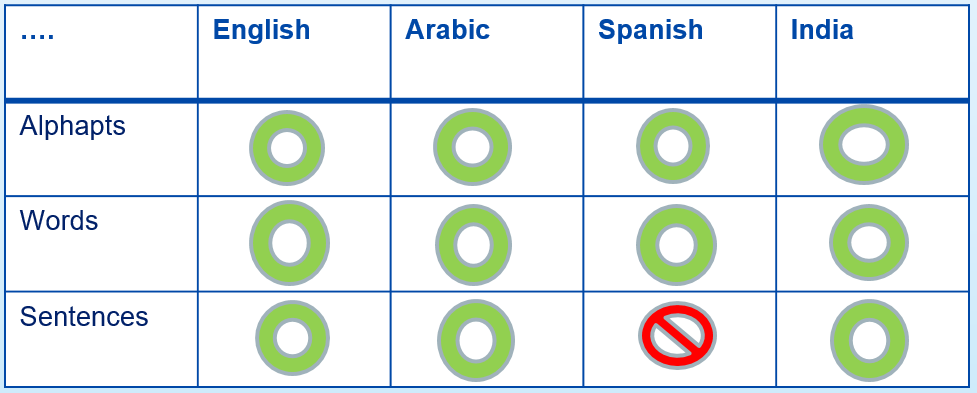 ....
English
Arabic
Spanish
India
Alphapts
Words
Sentences